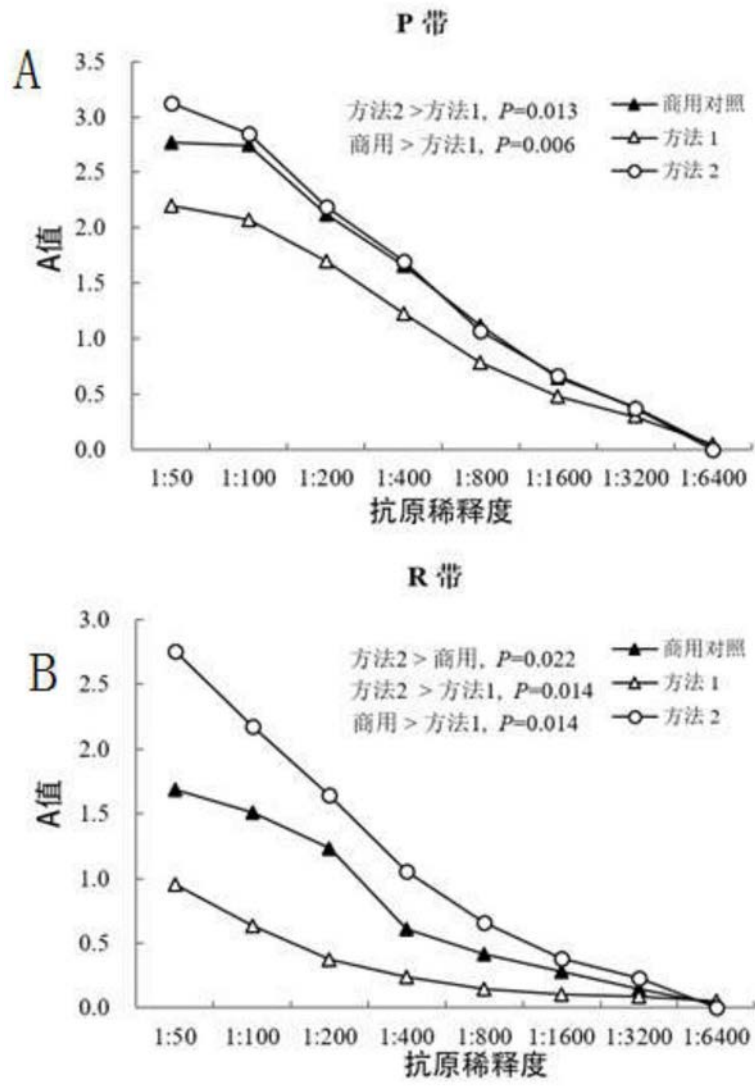 P 带
A
3.5
3.0
2.5
2.0
1.5
1.0
0.5
0.0
A值
方法2 >方法1, P=0.013
商用 > 方法1, P=0.006
商用对照
方法 1
方法 2
1:50 1:100 1:200 1:400 1:800 1:1600 1:3200 1:6400
抗原稀释度
R 带
B
3.0
2.5
2.0
1.5
1.0
0.5
0.0
A值
方法2 > 商用, P=0.022
方法2 > 方法1, P=0.014
商用 > 方法1, P=0.014
商用对照
方法 1
方法 2
1:50 1:100 1:200 1:400 1:800 1:1600 1:3200 1:6400
抗原稀释度